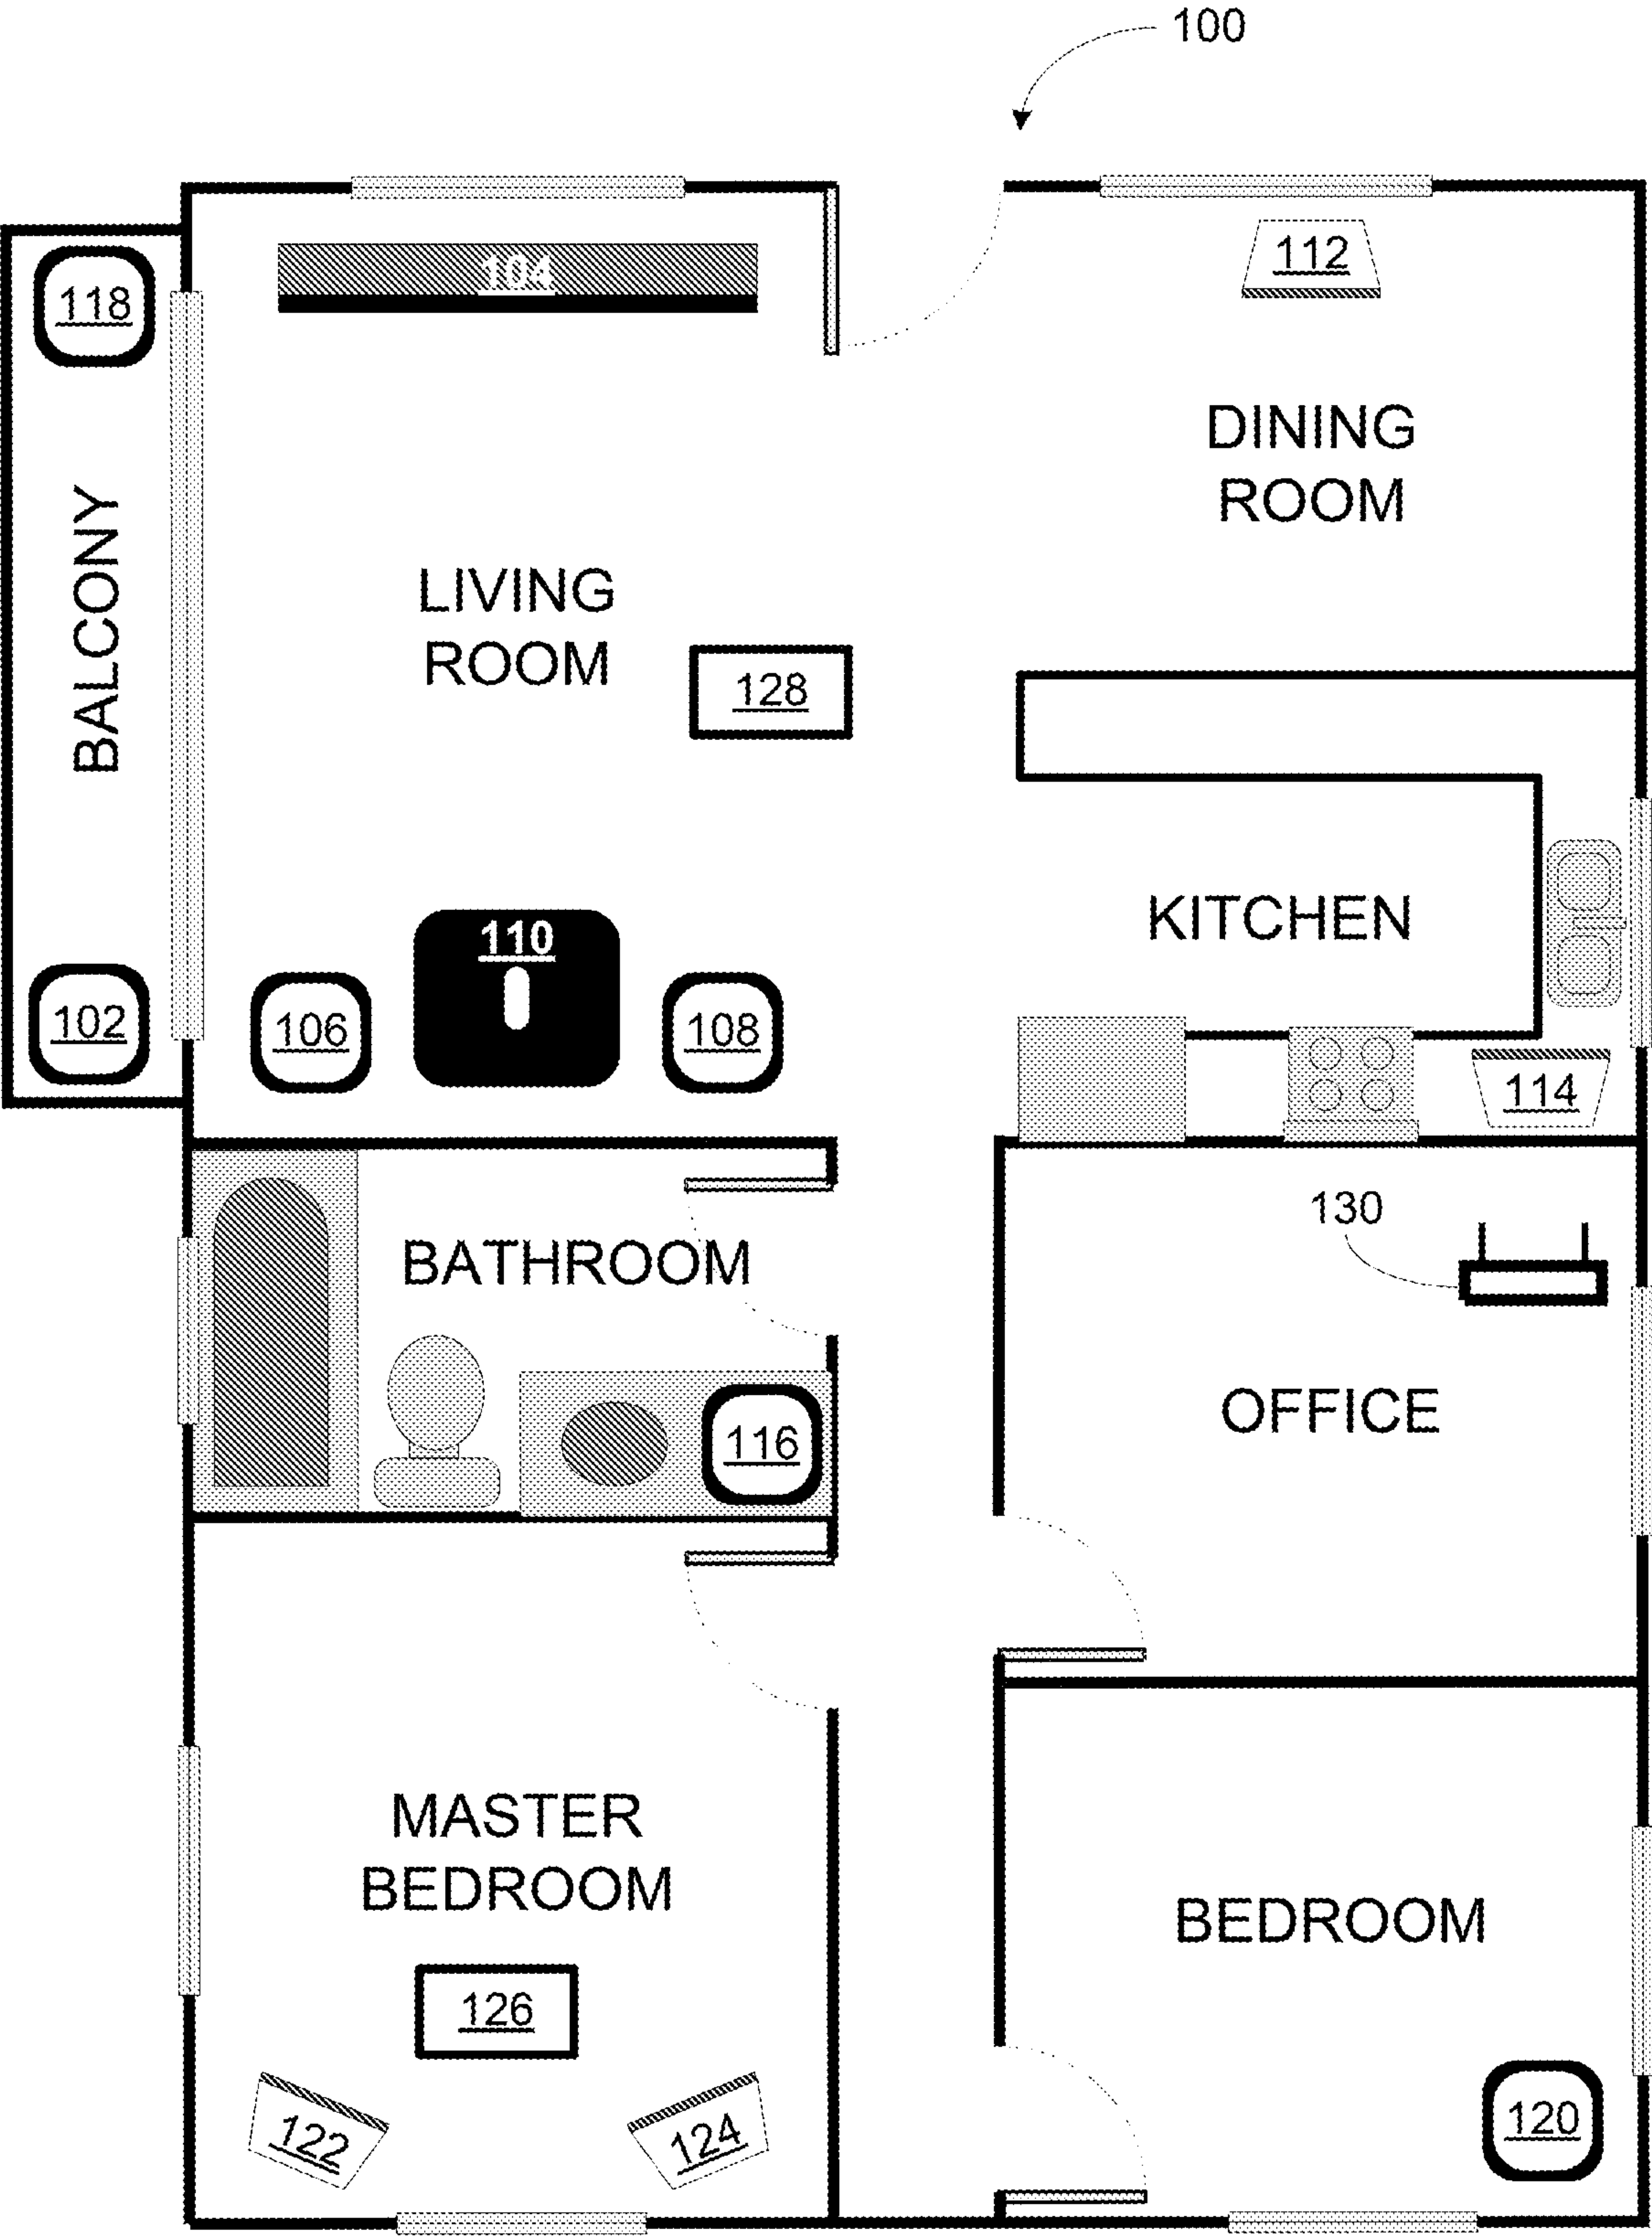 100
104
112
118
DINING
ROOM
BALCONY
LIVING
ROOM
128
KITCHEN
110
102
106
108
114
130
BATHROOM
OFFICE
116
MASTER
BEDROOM
BEDROOM
126
122
124
120